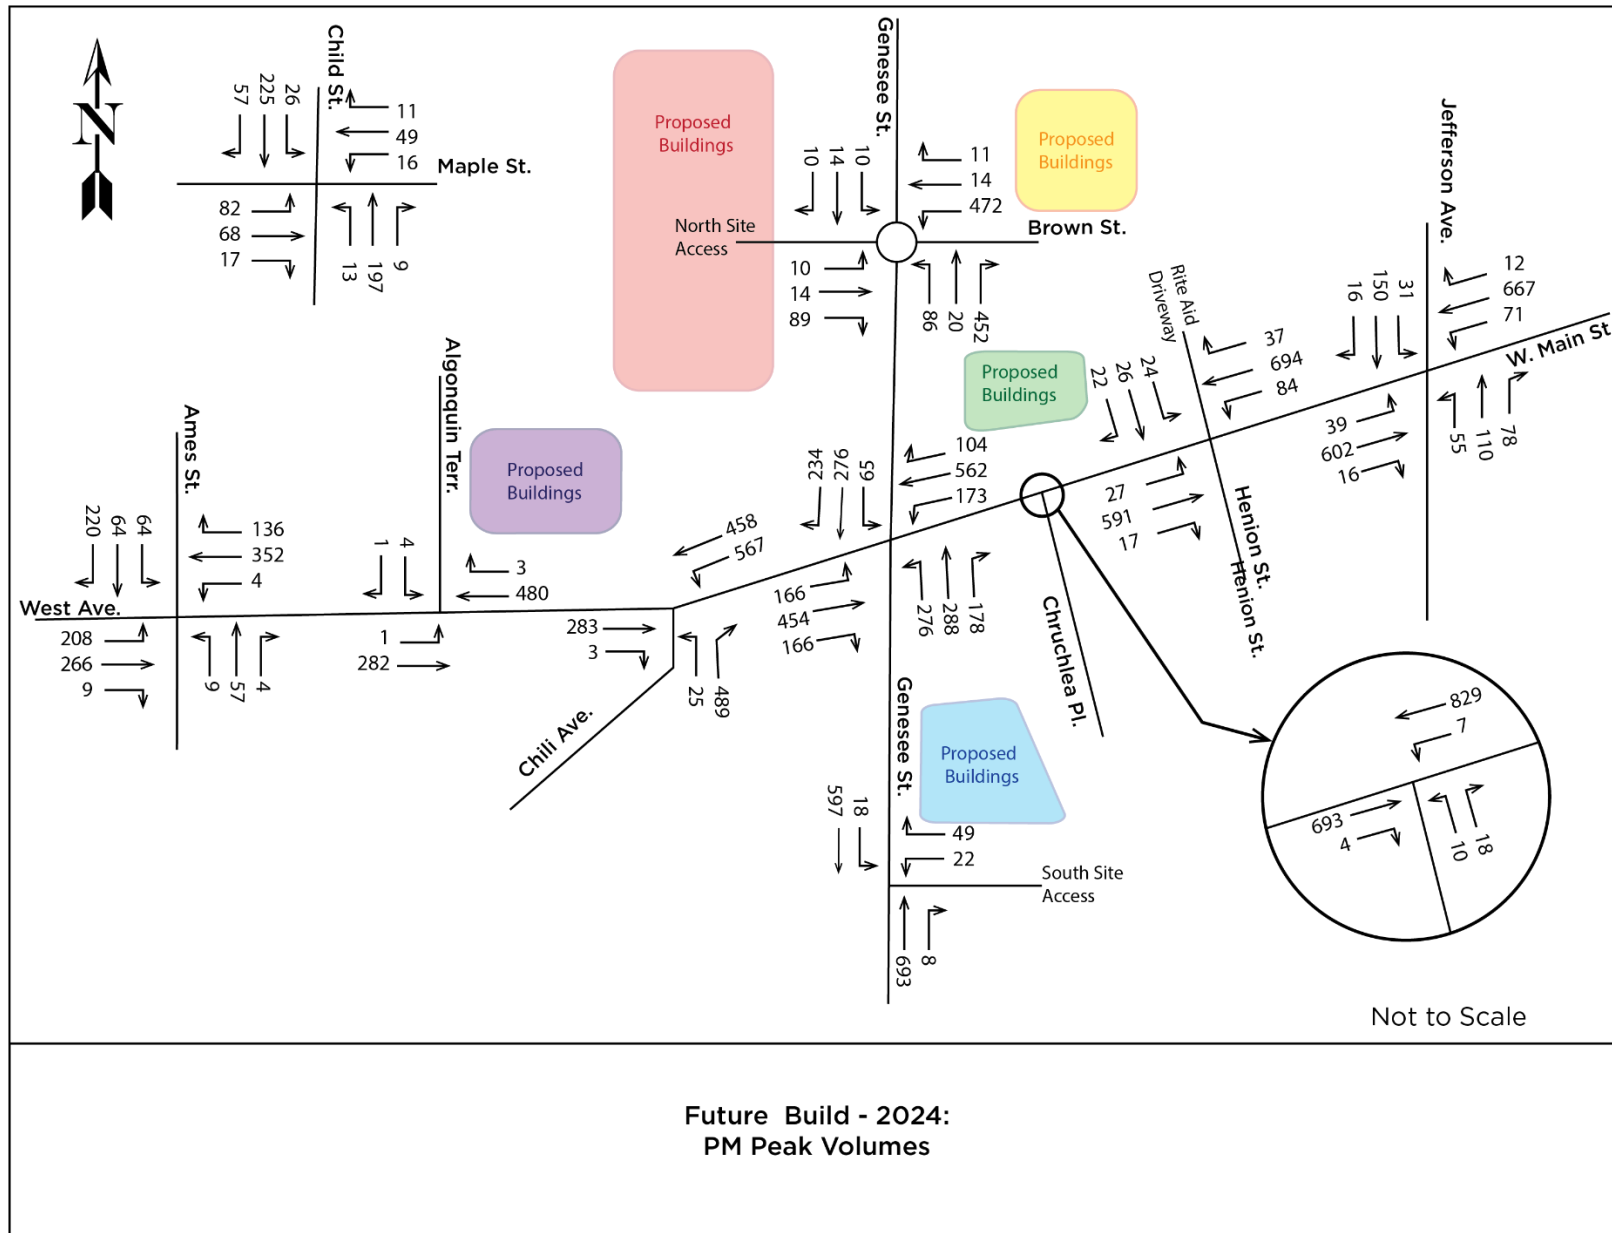 N
Child St.
57
225
26
11
49
16
Maple St.
82
68
17
13
197
9
Proposed
Buildings
North Site
Access
Genesee St.
10
14
10
11
14
472
Proposed
Buildings
Brown St.
10
14
89
86
20
452
Jefferson Ave.
16
150
31
12
667
71
W. Main St.
39
602
16
55
110
78
Rite Aid
Driveway
22
26
24
37
694
84
27
591
17
Henion St.
Henion St.
Proposed
Buildings
Ames St.
220
64
64
136
352
4
West Ave.
208
266
9
9
57
4
Algonquin Terr.
1
4
3
480
1
282
Proposed
Buildings
458
567
283
3
25
489
Chili Ave.
234
276
65
104
562
173
166
454
166
276
288
178
Chruchlea Pl.
Genesee St.
Proposed
Buildings
597
18
49
22
South Site
Access
693
8
829
7
693
4
10
18
Not to Scale
Future Build - 2024:
PM Peak Volumes